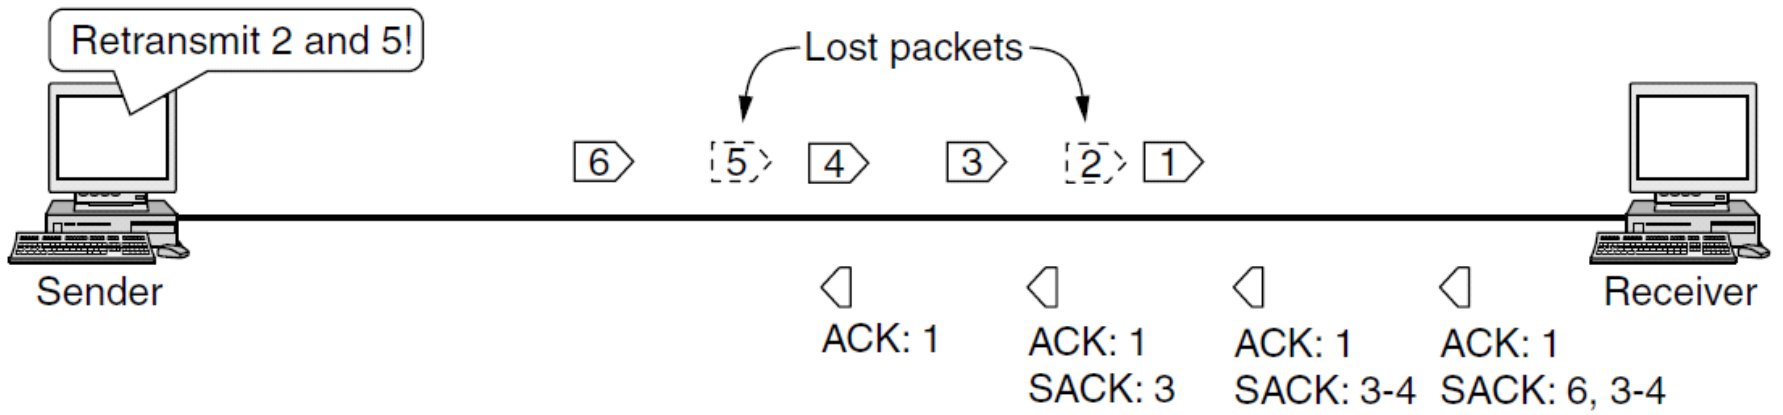 Retransmit 2 and 5!
Lost packets
6 5 4 3 2 1
Sender
Receiver
ACK: 1
ACK: 1
SACK: 3
ACK: 1
SACK: 3-4
ACK: 1
SACK: 6, 3-4